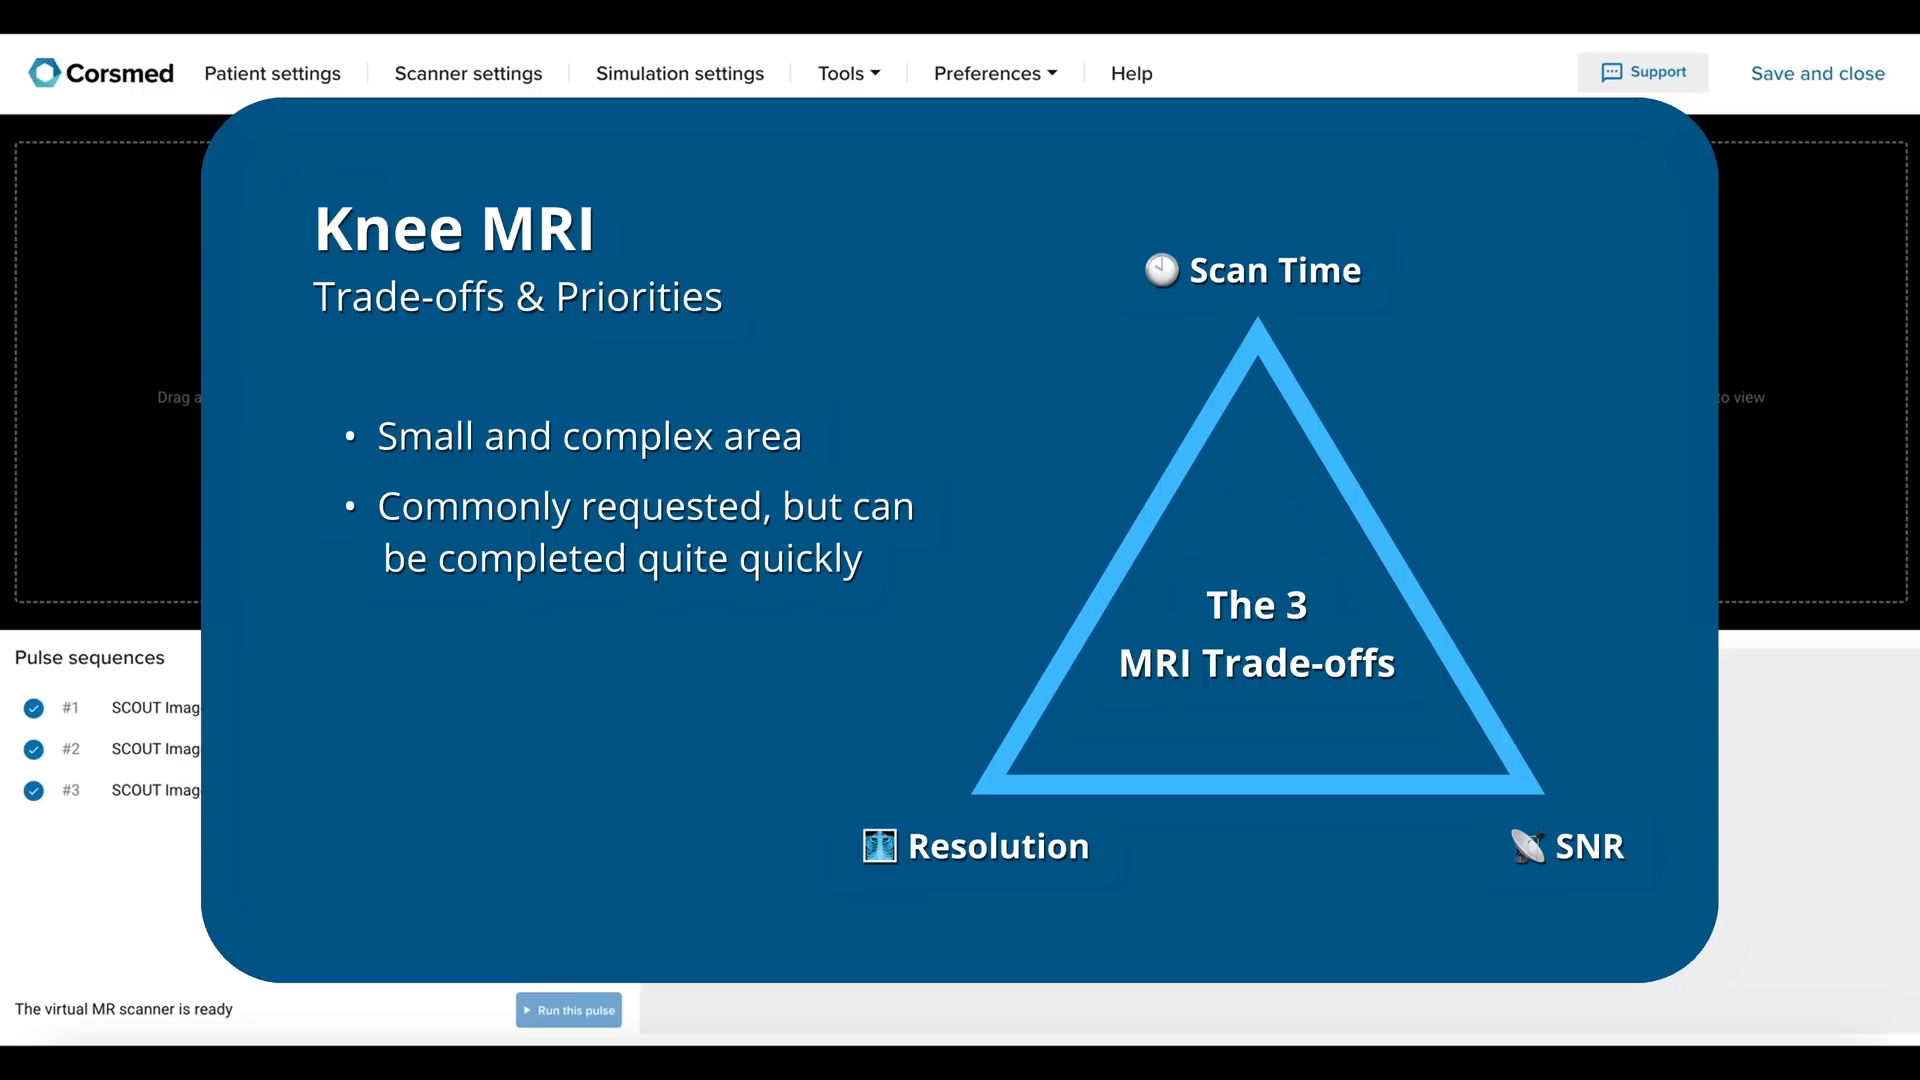 Corsmed
Patient settings
Scanner settings
Simulation settings
Tools
Preferences
Help
Support
Save and close
Knee MRI
Trade-offs & Priorities
• Small and complex area
• Commonly requested, but can
be completed quite quickly
Scan Time
The 3
MRI Trade-offs
Resolution
SNR
Drag a
to view
Pulse sequences
#1 SCOUT Imag
#2 SCOUT Imag
#3 SCOUT Imag
The virtual MR scanner is ready
Run this pulse